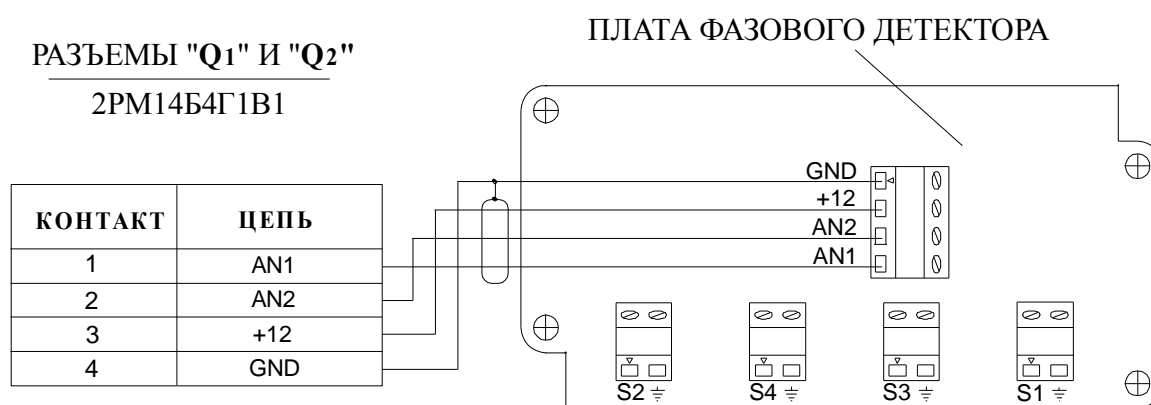 ПЛАТА ФАЗОВОГО ДЕТЕКТОРА
РАЗЪЕМЫ "Q1" И "Q2"
2РМ14Б4Г1В1
КОНТАКТ ЦЕПЬ
1 AN1
2 AN2
3 +12
4 GND
GND
+12
AN2
AN1
S2 S4 S3 S1